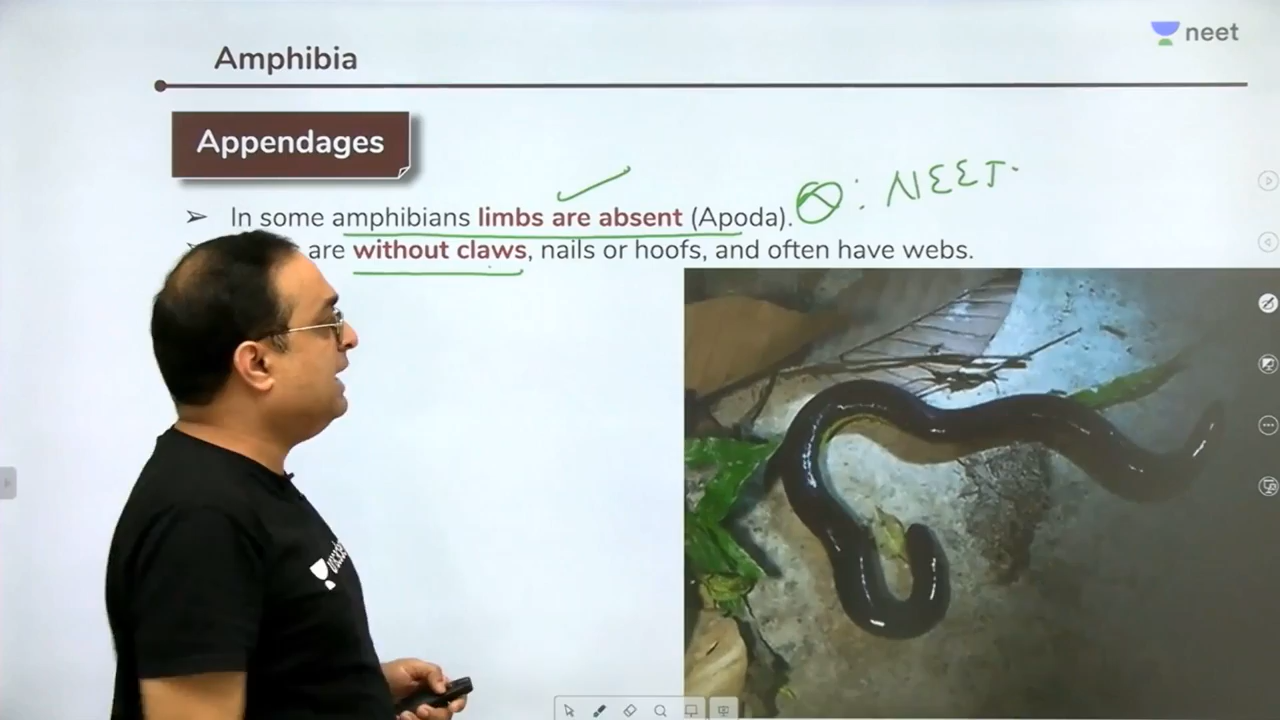 neet
Amphibia
Appendages
➢ In some amphibians limbs are absent (Apoda). Q: NEET.
are without claws, nails or hoofs, and often have webs.